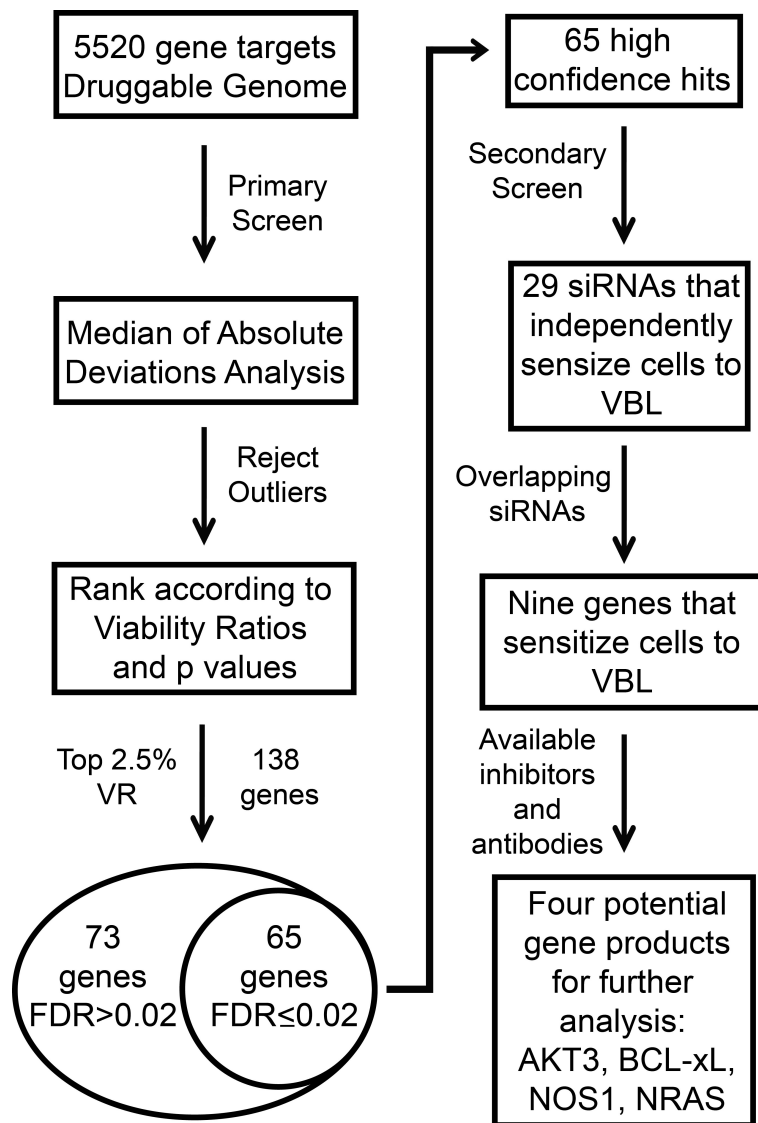 5520 gene targets
Druggable Genome
Primary
Screen
Median of Absolute
Deviations Analysis
Reject
Outliers
Rank according to
Viability Ratios
and p values
Top 2.5%
VR
138
genes
73
genes
FDR>0.02
65
genes
FDR≤0.02
65 high
confidence hits
Secondary
Screen
29 siRNAs that
independently
sensize cells to
VBL
Overlapping
siRNAs
Nine genes that
sensitize cells to
VBL
Available
inhibitors
and
antibodies
Four potential
gene products
for further
analysis:
AKT3, BCL-xL,
NOS1, NRAS